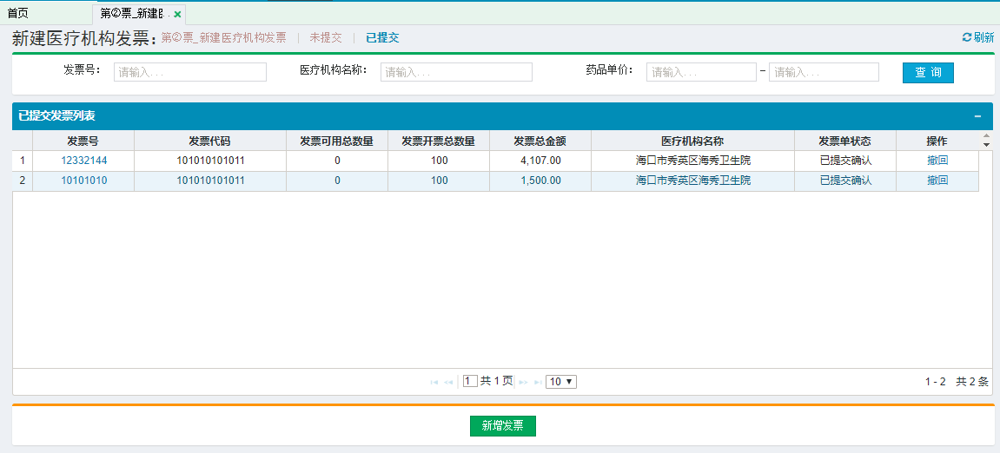 首页 第②票_新建
新建医疗机构发票： 第②票_新建医疗机构发票 | 未提交 | 已提交 刷新
发票号： 请输入... 医疗机构名称： 请输入... 药品单价： 请输入... - 请输入... 查 询
已提交发票列表
发票号 发票代码 发票可用总数量 发票开票总数量 发票总金额 医疗机构名称 发票单状态 操作
1 12332144 101010101011 0 100 4,107.00 海口市秀英区海秀卫生院 已提交确认 撤回
2 10101010 101010101011 0 100 1,500.00 海口市秀英区海秀卫生院 已提交确认 撤回
1 共 1 页 10 1 - 2 共 2 条
新增发票